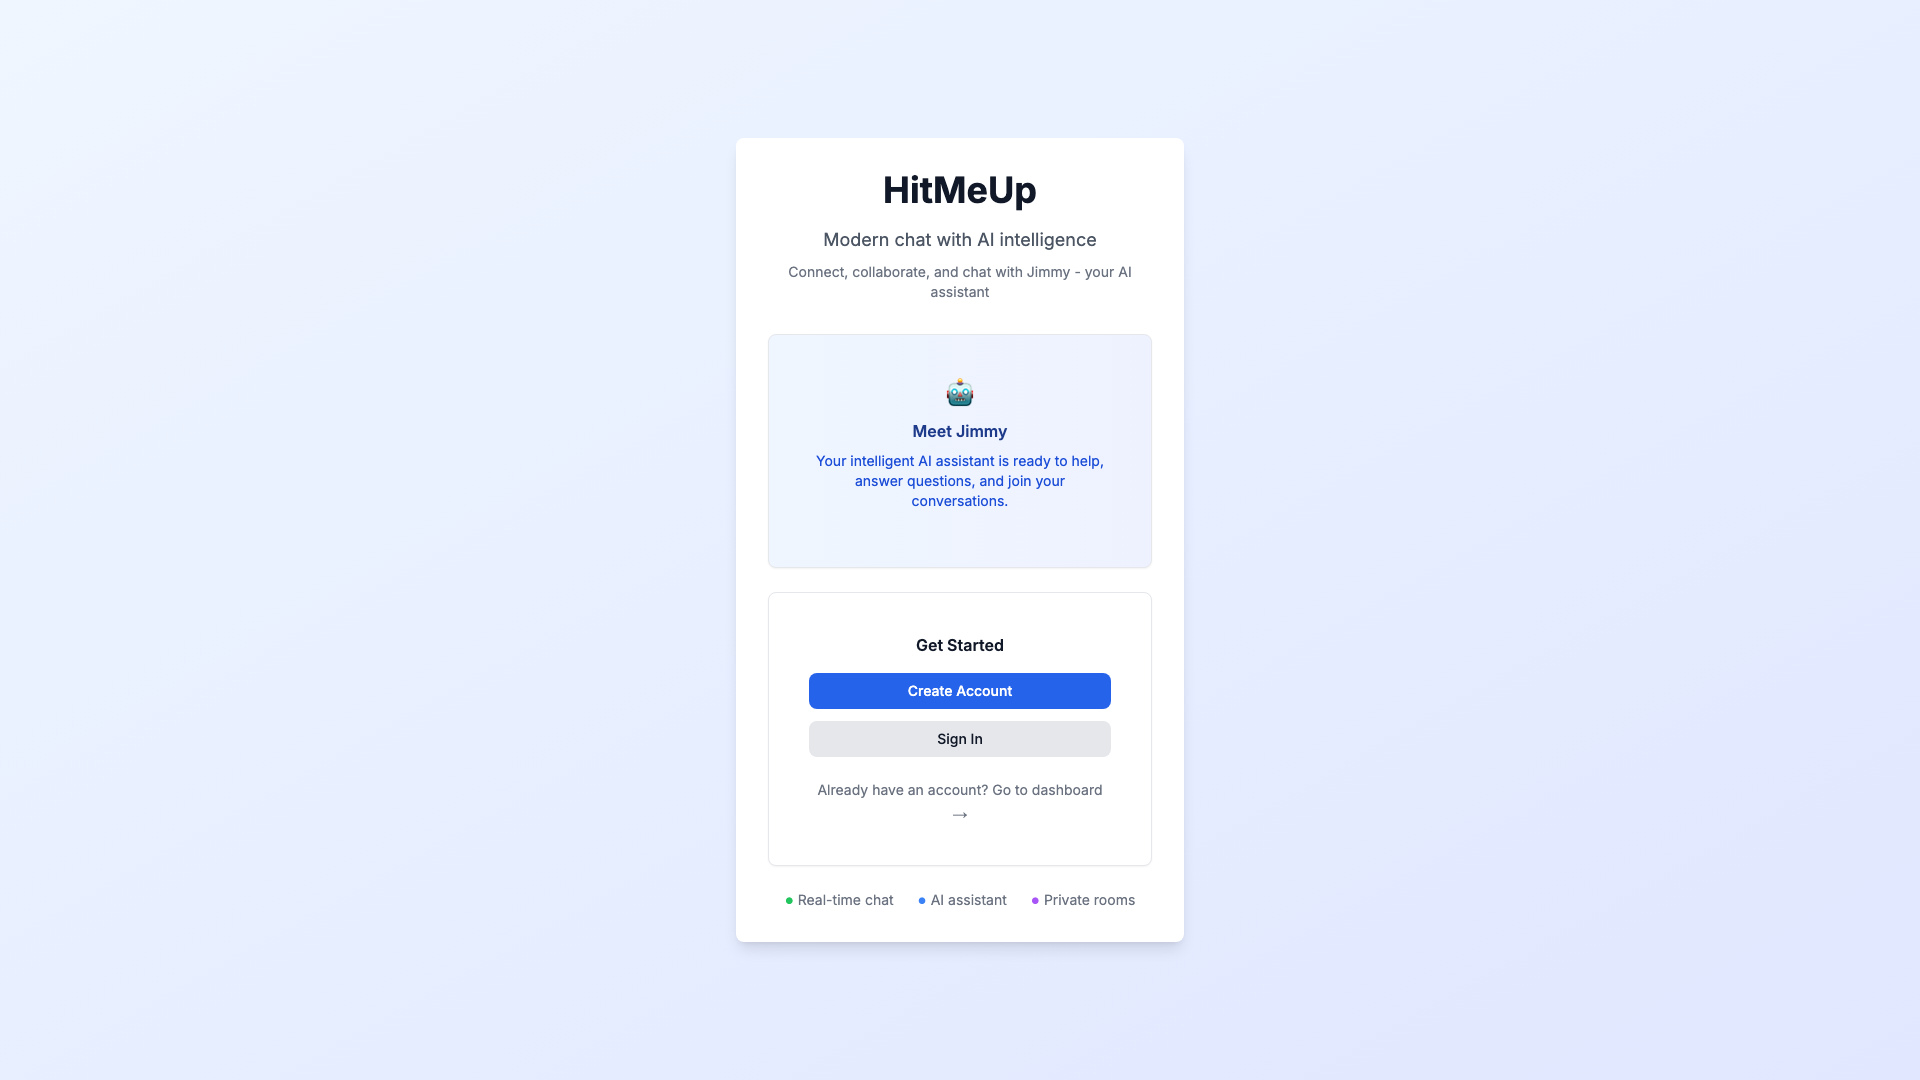 HitMeUp
Modern chat with AI intelligence
Connect, collaborate, and chat with Jimmy - your AI
assistant
Meet Jimmy
Your intelligent AI assistant is ready to help,
answer questions, and join your
conversations.
Get Started
Create Account
Sign In
Already have an account? Go to dashboard
→
Real-time chat
AI assistant
Private rooms